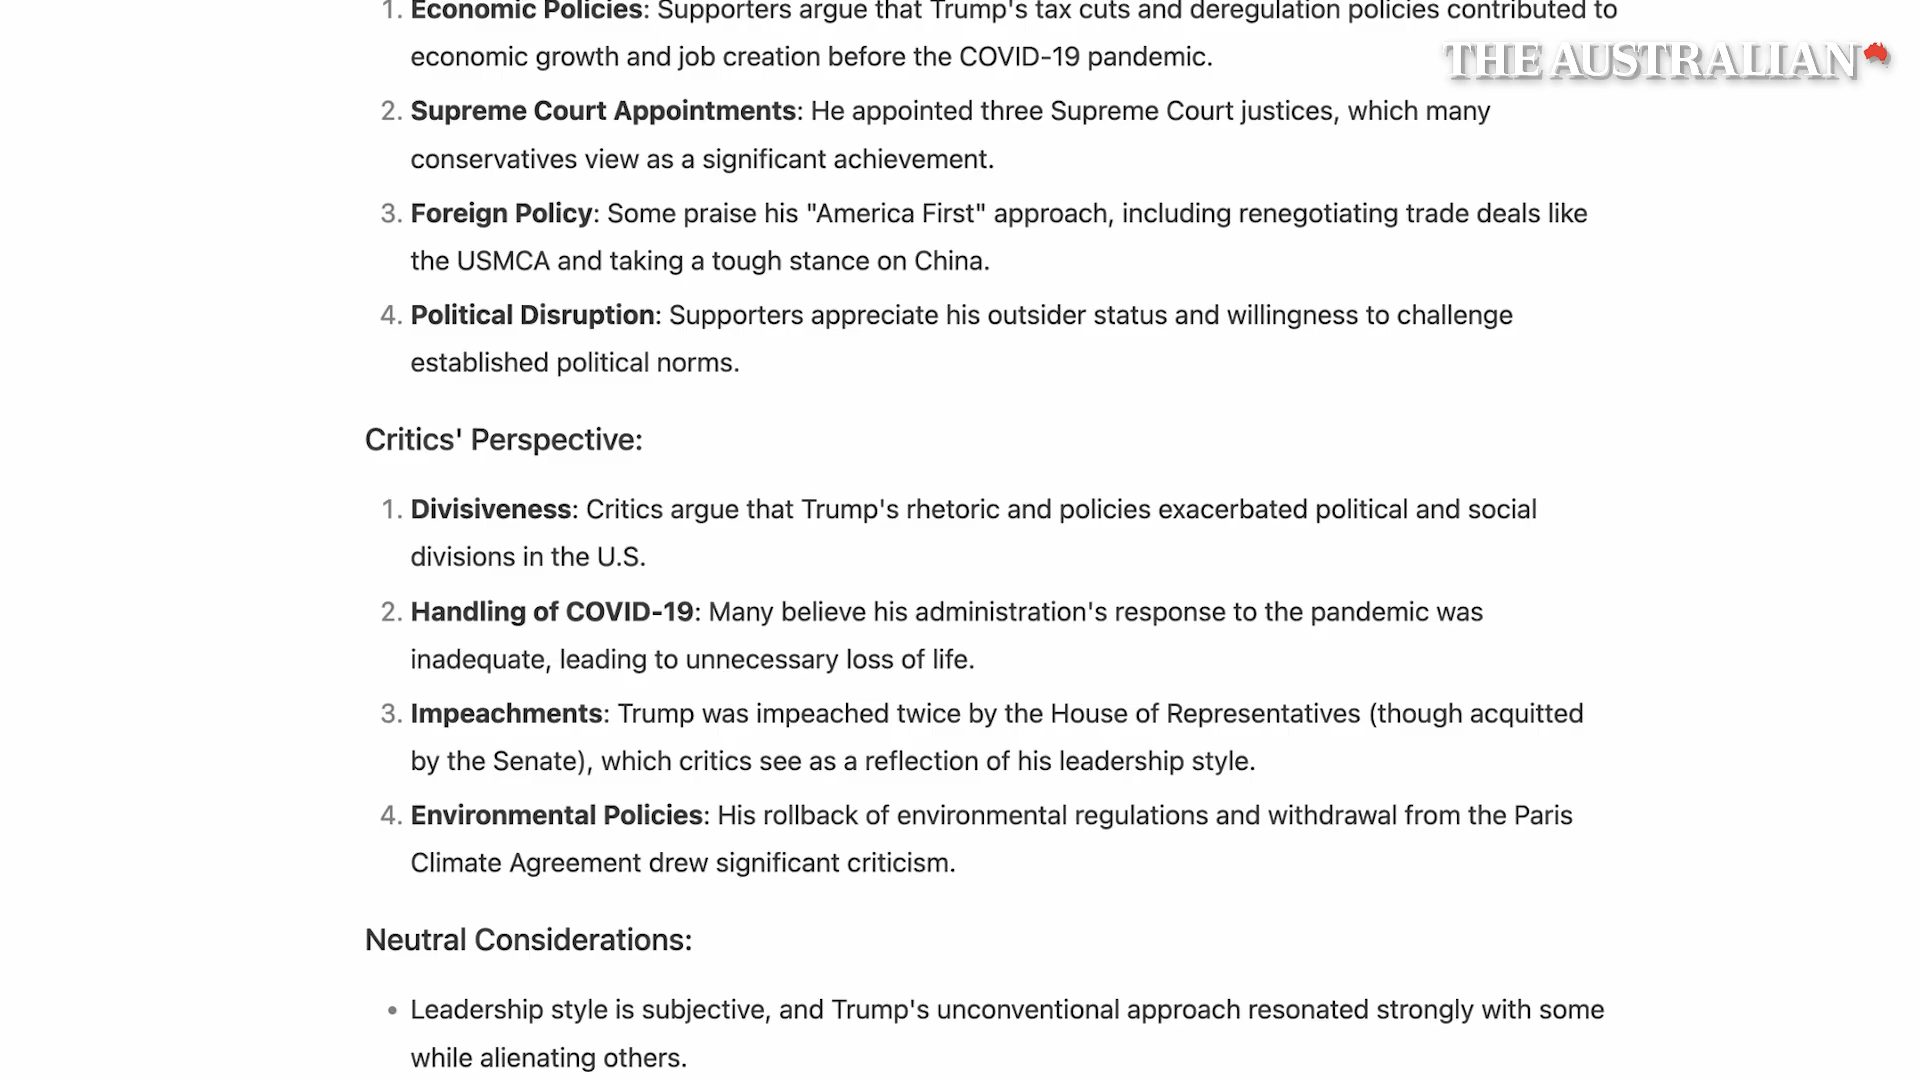 1. Economic Policies: Supporters argue that Trump's tax cuts and deregulation policies contributed to
economic growth and job creation before the COVID-19 pandemic.
THE AUSTRALIAN
2. Supreme Court Appointments: He appointed three Supreme Court justices, which many
conservatives view as a significant achievement.
3. Foreign Policy: Some praise his "America First" approach, including renegotiating trade deals like
the USMCA and taking a tough stance on China.
4. Political Disruption: Supporters appreciate his outsider status and willingness to challenge
established political norms.
Critics' Perspective:
1. Divisiveness: Critics argue that Trump's rhetoric and policies exacerbated political and social
divisions in the U.S.
2. Handling of COVID-19: Many believe his administration's response to the pandemic was
inadequate, leading to unnecessary loss of life.
3. Impeachments: Trump was impeached twice by the House of Representatives (though acquitted
by the Senate), which critics see as a reflection of his leadership style.
4. Environmental Policies: His rollback of environmental regulations and withdrawal from the Paris
Climate Agreement drew significant criticism.
Neutral Considerations:
• Leadership style is subjective, and Trump's unconventional approach resonated strongly with some
while alienating others.